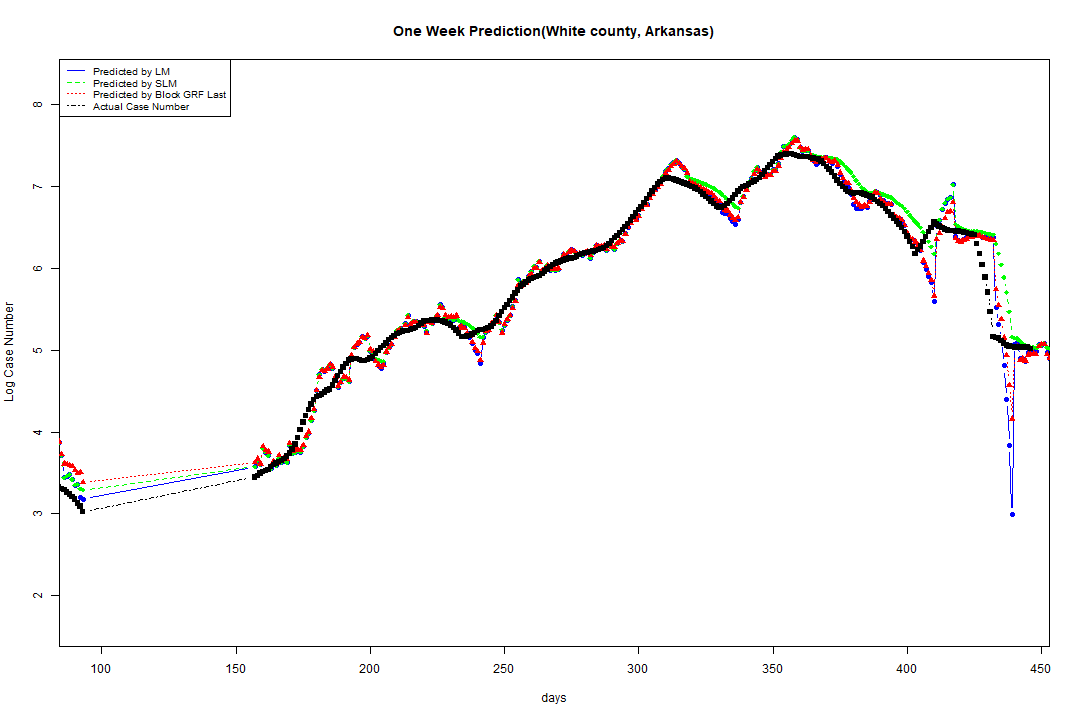 One Week Prediction(White county, Arkansas)
Predicted by LM
Predicted by SLM
Predicted by Block GRF Last
Actual Case Number
8
7
6
5
4
3
2
Log Case Number
100 150 200 250 300 350 400 450
days